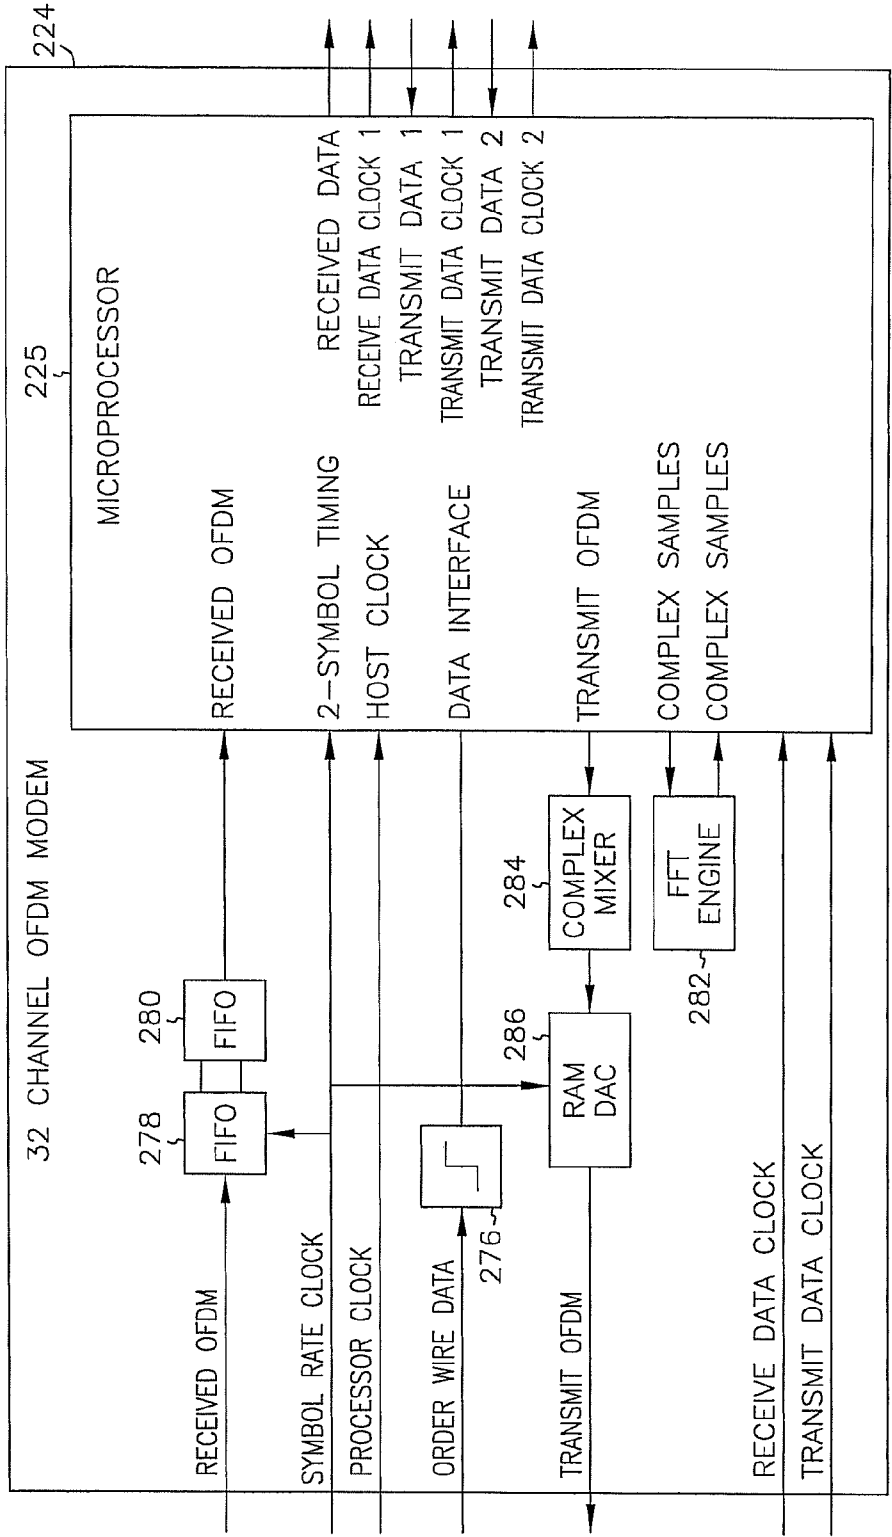 224
32 CHANNEL OFDM MODEM
225
MICROPROCESSOR
278
280
FIFO
FIFO
RECEIVED OFDM
RECEIVED OFDM
RECEIVED DATA
RECEIVE DATA CLOCK 1
TRANSMIT DATA 1
TRANSMIT DATA CLOCK 1
TRANSMIT DATA 2
TRANSMIT DATA CLOCK 2
SYMBOL RATE CLOCK
2-SYMBOL TIMING
PROCESSOR CLOCK
HOST CLOCK
ORDER WIRE DATA
276
DATA INTERFACE
TRANSMIT OFDM
286
RAM
DAC
284
COMPLEX
MIXER
TRANSMIT OFDM
282
FFT
ENGINE
COMPLEX SAMPLES
COMPLEX SAMPLES
RECEIVE DATA CLOCK
TRANSMIT DATA CLOCK